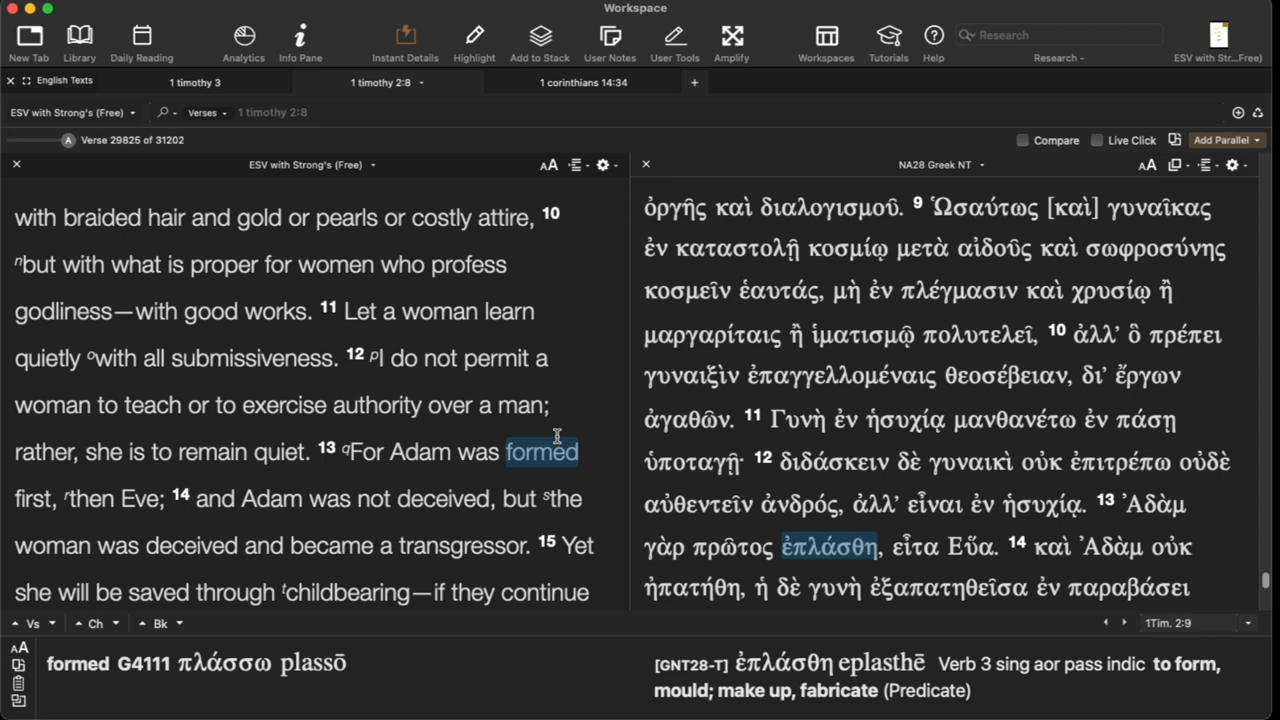 Workspace
New Tab Library Daily Reading Analytics Info Pane Instant Details Highlight Add to Stack User Notes User Tools Amplify Workspaces Tutorials Help Research - ESV with Str...Free)
Research
English Texts 1 timothy 3 1 timothy 2:8 1 corinthians 14:34 +
ESV with Strong's (Free) Verses 1 timothy 2:8
A Verse 29825 of 31202 Compare Live Click Add Parallel
ESV with Strong's (Free) AA
with braided hair and gold or pearls or costly attire, 10
n but with what is proper for women who profess
godliness—with good works. 11 Let a woman learn
quietly o with all submissiveness. 12 p I do not permit a
woman to teach or to exercise authority over a man;
rather, she is to remain quiet. 13 q For Adam was formed
first, r then Eve; 14 and Adam was not deceived, but s the
woman was deceived and became a transgressor. 15 Yet
she will be saved through t childbearing—if they continue
NA28 Greek NT AA
ὀργῆς καὶ διαλογισμοῦ. 9 Ὡσαύτως [καὶ] γυναῖκας
ἐν καταστολῇ κοσμίῳ μετὰ αἰδοῦς καὶ σωφροσύνης
κοσμεῖν ἑαυτάς, μὴ ἐν πλέγμασιν καὶ χρυσίῳ ἢ
μαργαρίταις ἢ ἱματισμῷ πολυτελεῖ, 10 ἀλλ’ ὃ πρέπει
γυναιξὶν ἐπαγγελλομέναις θεοσέβειαν, δι’ ἔργων
ἀγαθῶν. 11 Γυνὴ ἐν ἡσυχίᾳ μανθανέτω ἐν πάσῃ
ὑποταγῇ· 12 διδάσκειν δὲ γυναικὶ οὐκ ἐπιτρέπω οὐδὲ
αὐθεντεῖν ἀνδρός, ἀλλ’ εἶναι ἐν ἡσυχίᾳ. 13 Ἀδὰμ
γὰρ πρῶτος ἐπλάσθη, εἶτα Εὕα. 14 καὶ Ἀδὰμ οὐκ
ἠπατήθη, ἡ δὲ γυνὴ ἐξαπατηθεῖσα ἐν παραβάσει
Vs Ch Bk 1Tim. 2:9
AA
formed G4111 πλάσσω plassō
[GNT28-T] ἐπλάσθη eplasthē Verb 3 sing aor pass indic to form,
mould; make up, fabricate (Predicate)